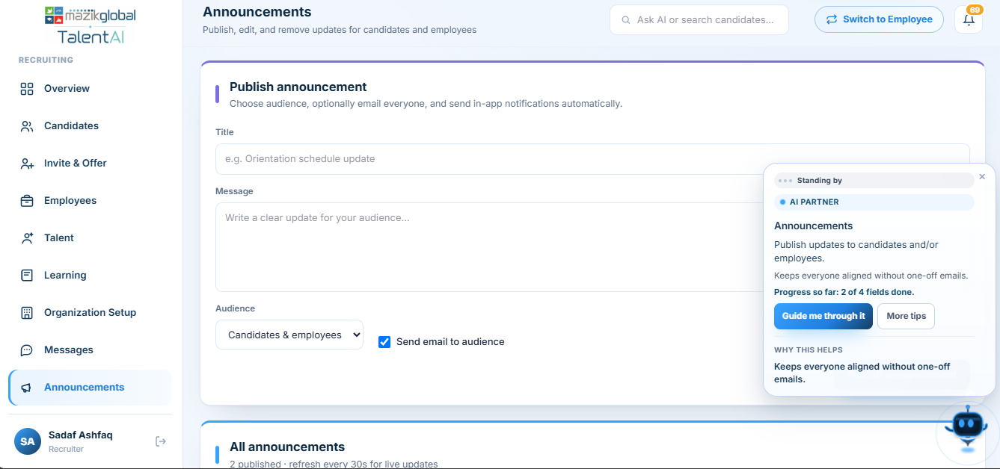 mazikglobal
TalentAI
RECRUITING
Overview
Candidates
Invite & Offer
Employees
Talent
Learning
Organization Setup
Messages
Announcements
SA
Sadaf Ashfaq
Recruiter
Announcements
Publish, edit, and remove updates for candidates and employees
Ask AI or search candidates...
Switch to Employee
69
Publish announcement
Choose audience, optionally email everyone, and send in-app notifications automatically.
Title
e.g. Orientation schedule update
Message
Write a clear update for your audience...
Audience
Candidates & employees
Send email to audience
Standing by
AI PARTNER
Announcements
Publish updates to candidates and/or
employees.
Keeps everyone aligned without one-off emails.
Progress so far: 2 of 4 fields done.
Guide me through it
More tips
WHY THIS HELPS
Keeps everyone aligned without one-off
emails.
All announcements
2 published · refresh every 30s for live updates